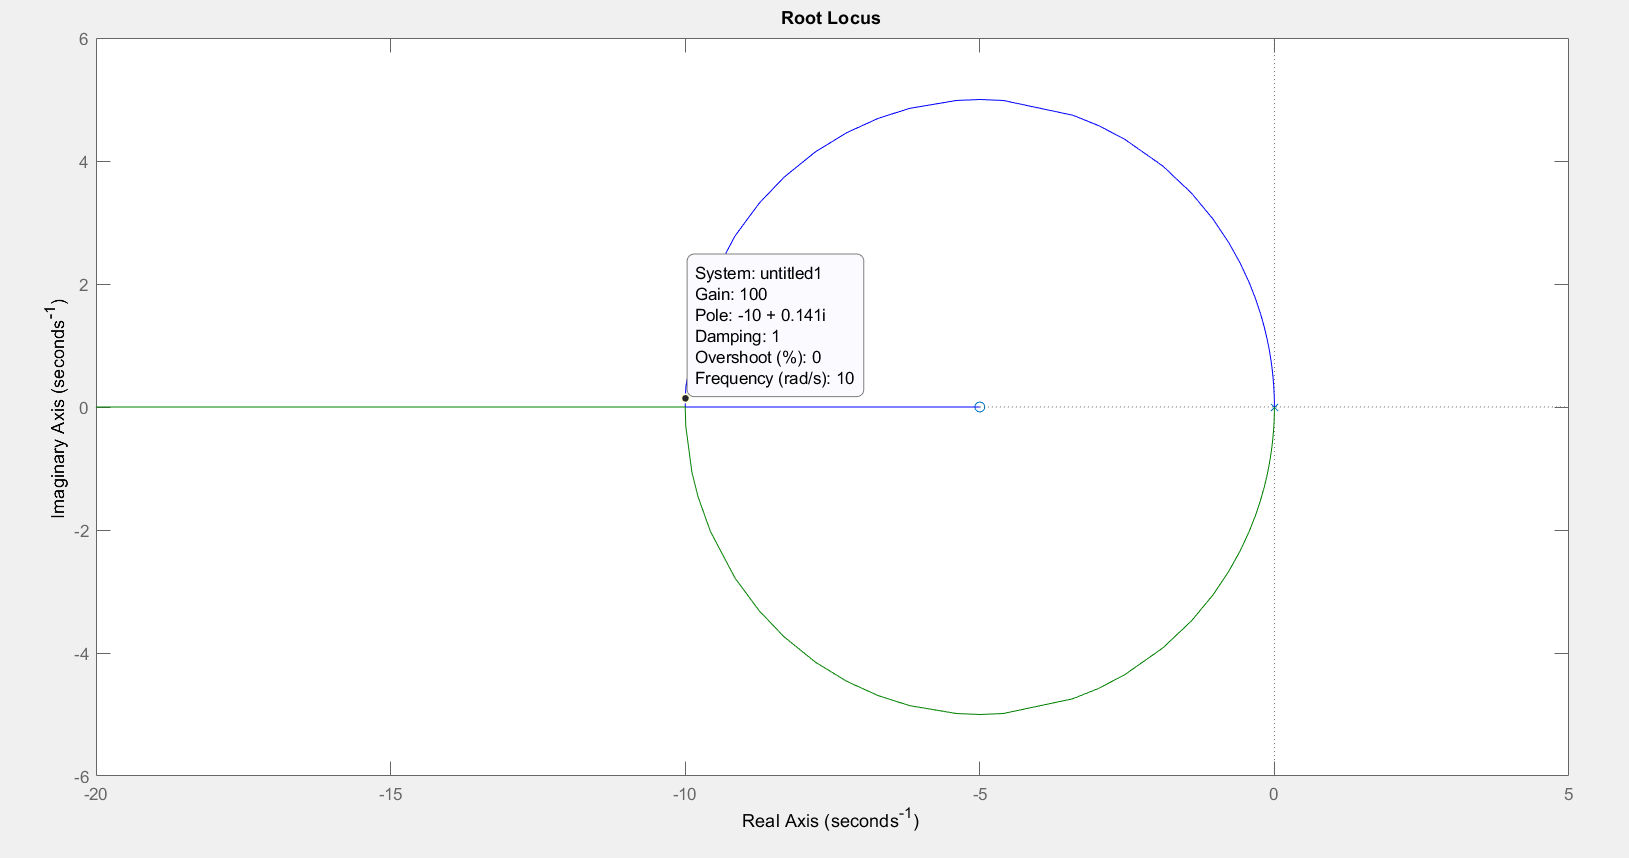 Root Locus
6
4
2
0
-2
-4
-6
Imaginary Axis (seconds⁻¹)
System: untitled1
Gain: 100
Pole: -10 + 0.141i
Damping: 1
Overshoot (%): 0
Frequency (rad/s): 10
-20 -15 -10 -5 0 5
Real Axis (seconds⁻¹)